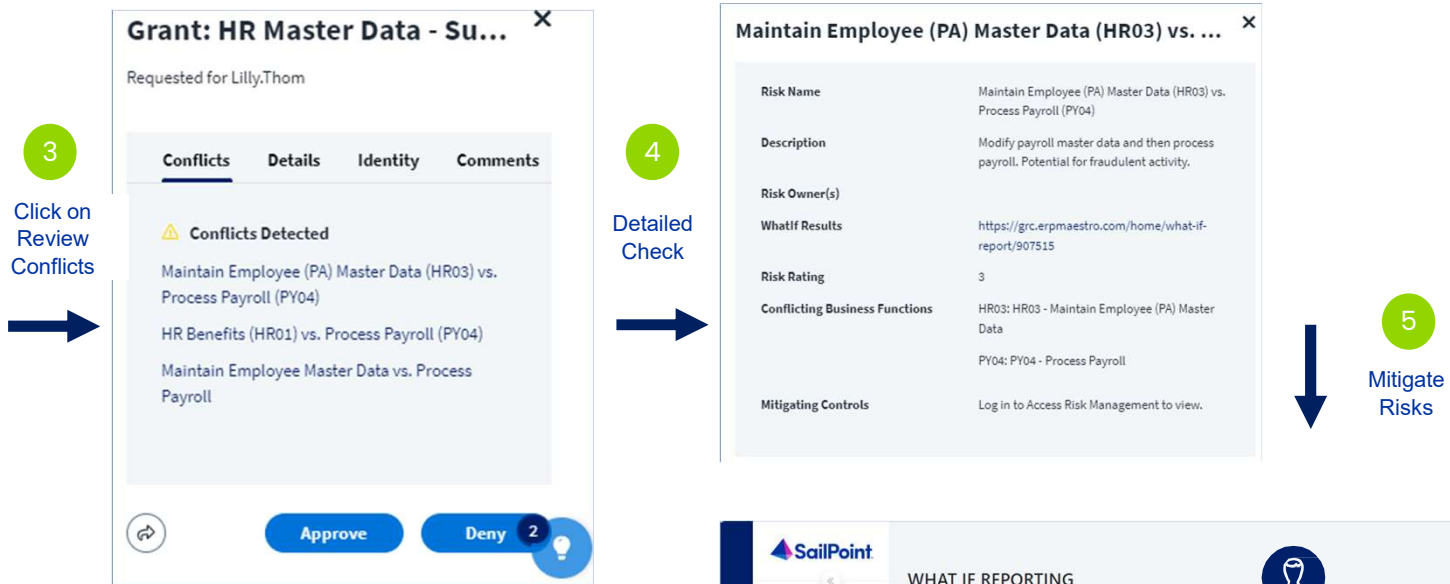 3
Click on
Review
Conflicts
Grant: HR Master Data - Su...
Requested for Lilly.Thom
Conflicts Details Identity Comments
Conflicts Detected
Maintain Employee (PA) Master Data (HR03) vs.
Process Payroll (PY04)
HR Benefits (HR01) vs. Process Payroll (PY04)
Maintain Employee Master Data vs. Process
Payroll
Approve
Deny
2
4
Detailed
Check
Maintain Employee (PA) Master Data (HR03) vs. ...
Risk Name Maintain Employee (PA) Master Data (HR03) vs.
Process Payroll (PY04)
Description Modify payroll master data and then process
payroll. Potential for fraudulent activity.
Risk Owner(s)
WhatIf Results https://grc.erpmaestro.com/home/what-if-
report/907515
Risk Rating 3
Conflicting Business Functions HR03: HR03 - Maintain Employee (PA) Master
Data
PY04: PY04 - Process Payroll
Mitigating Controls Log in to Access Risk Management to view.
5
Mitigate
Risks
SailPoint
WHAT IF REPORTING